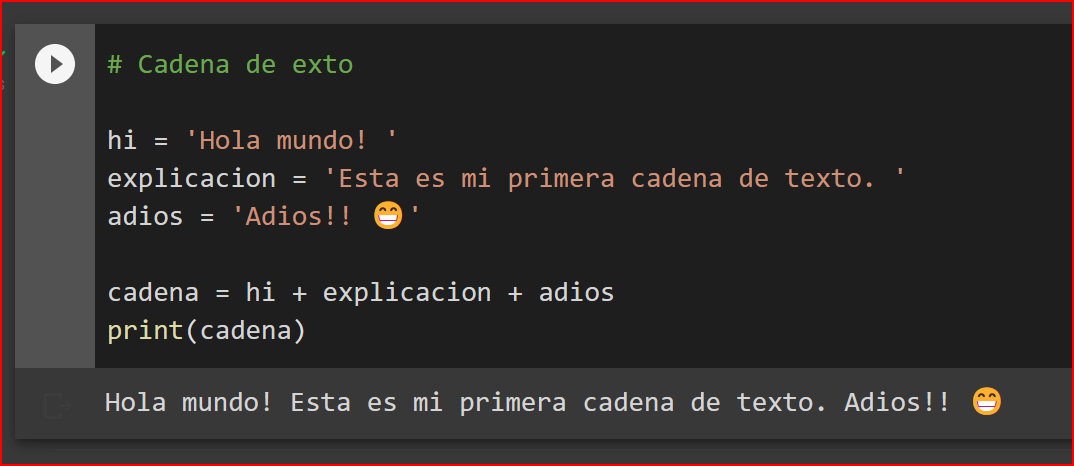 # Cadena de exto
hi = 'Hola mundo! '
explicacion = 'Esta es mi primera cadena de texto. '
adios = 'Adios!! 😁'
cadena = hi + explicacion + adios
print(cadena)
Hola mundo! Esta es mi primera cadena de texto. Adios!! 😁